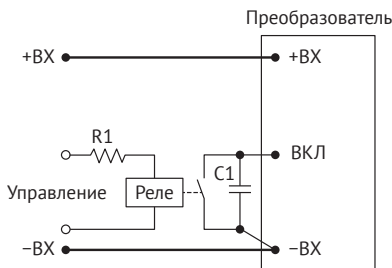 Преобразователь
+ВХ
+ВХ
R1
ВКЛ
C1
Управление
Реле
−ВХ
−ВХ